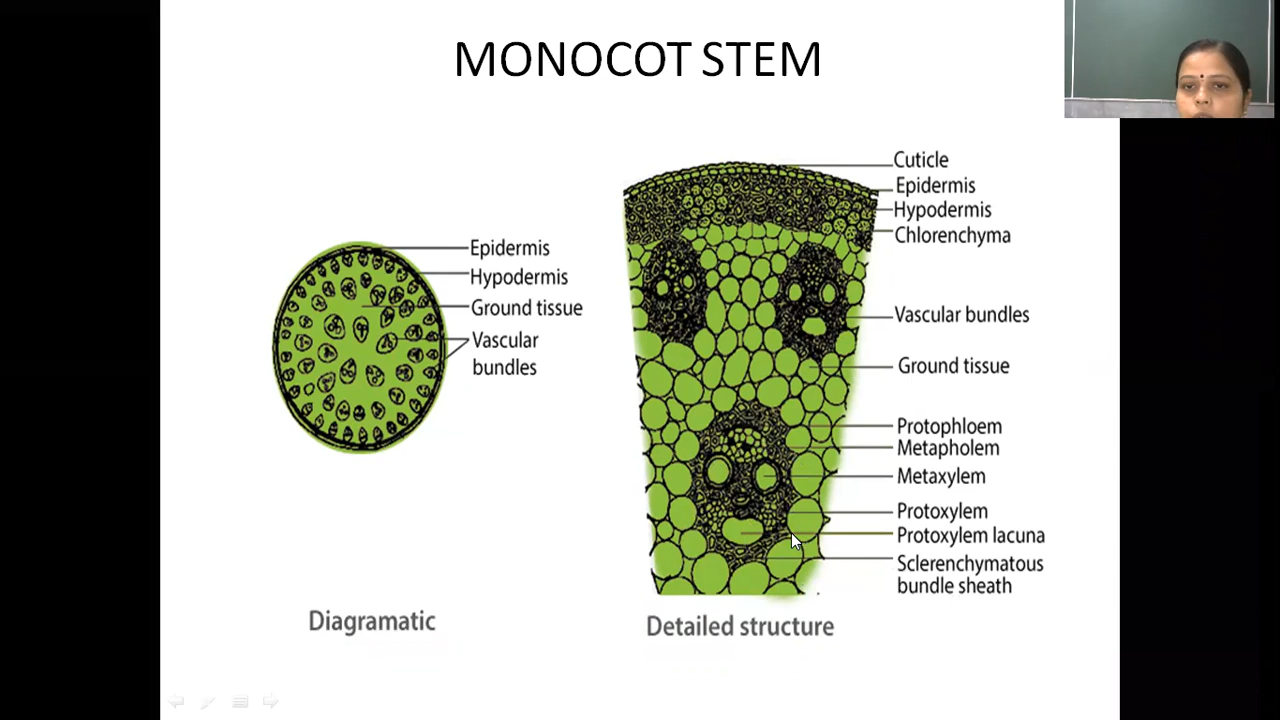 MONOCOT STEM
Epidermis
Hypodermis
Ground tissue
Vascular
bundles
Diagramatic
Cuticle
Epidermis
Hypodermis
Chlorenchyma
Vascular bundles
Ground tissue
Protophloem
Metapholem
Metaxylem
Protoxylem
Protoxylem lacuna
Sclerenchymatous
bundle sheath
Detailed structure